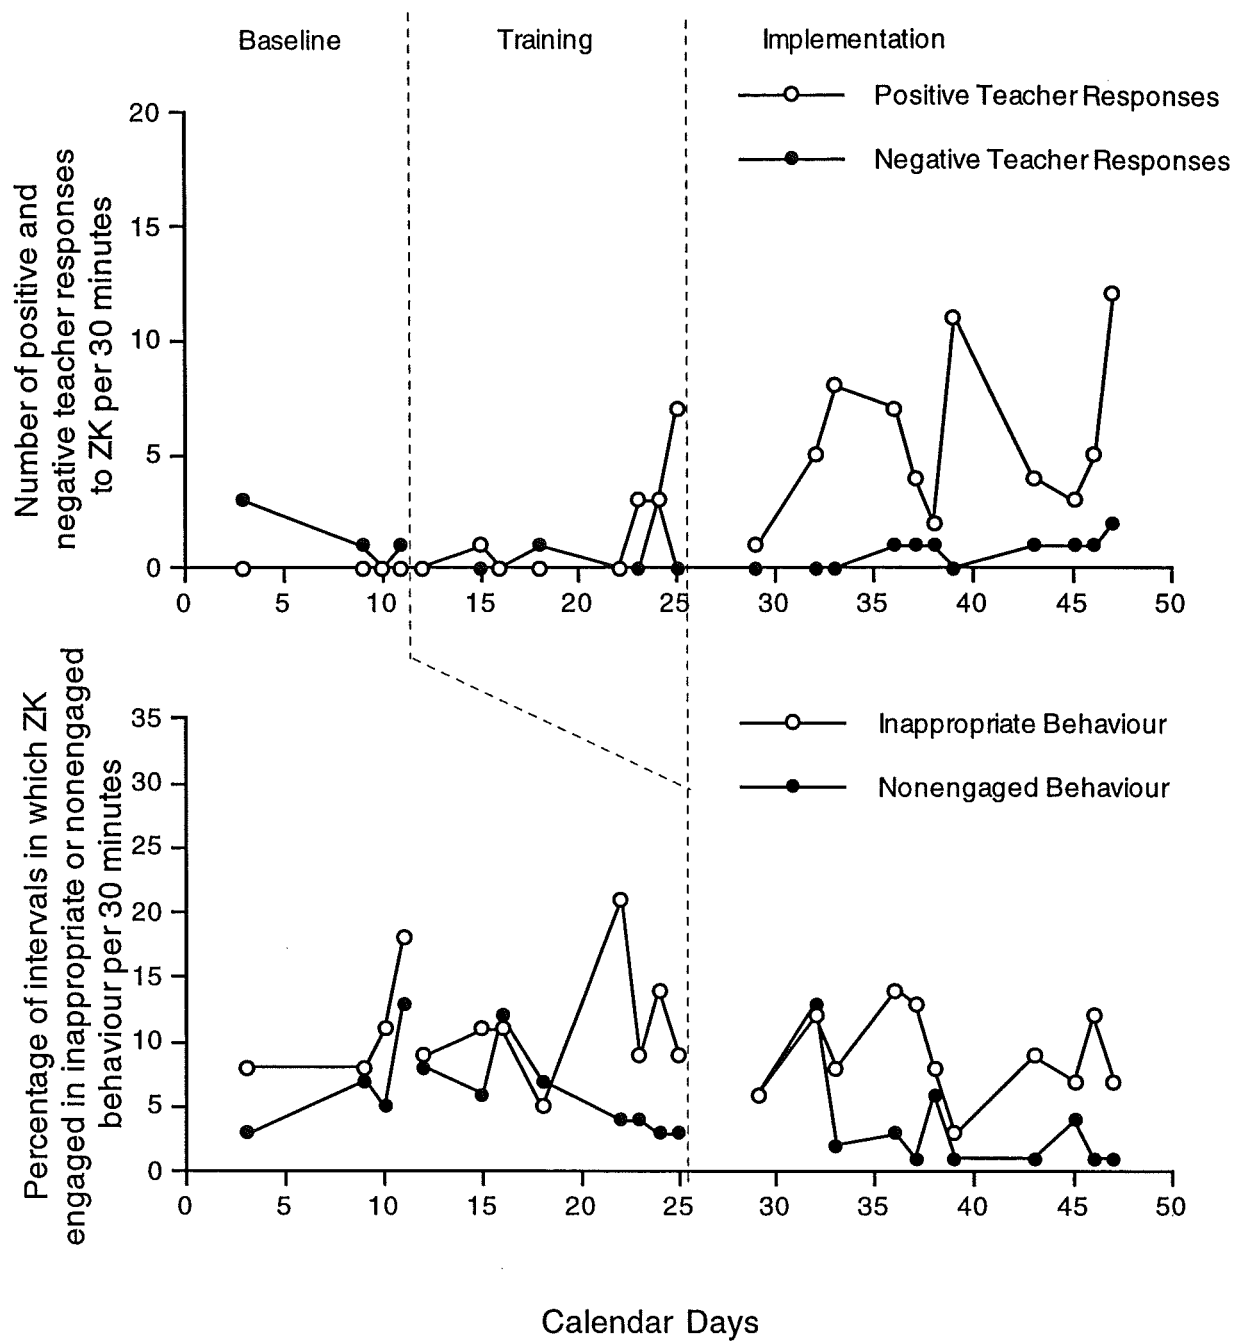 Baseline Training Implementation
Positive Teacher Responses
Negative Teacher Responses
Number of positive and
negative teacher responses
to ZK per 30 minutes
20
15
10
5
0
0 5 10 15 20 25 30 35 40 45 50
Inappropriate Behaviour
Nonengaged Behaviour
Percentage of intervals in which ZK
engaged in inappropriate or nonengaged
behaviour per 30 minutes
35
30
25
20
15
10
5
0
0 5 10 15 20 25 30 35 40 45 50
Calendar Days